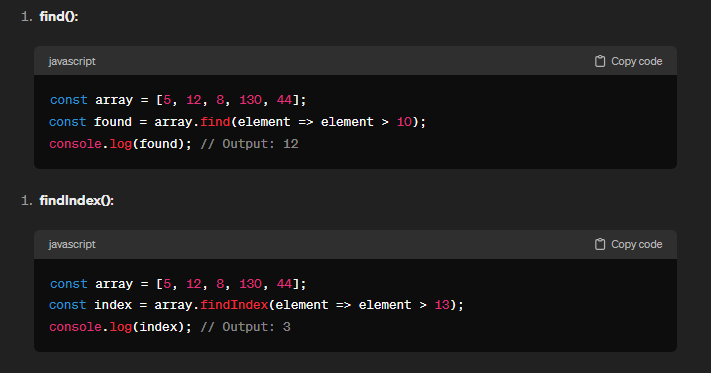 1. find():
javascript
Copy code
const array = [5, 12, 8, 130, 44];
const found = array.find(element => element > 10);
console.log(found); // Output: 12
1. findIndex():
javascript
Copy code
const array = [5, 12, 8, 130, 44];
const index = array.findIndex(element => element > 13);
console.log(index); // Output: 3